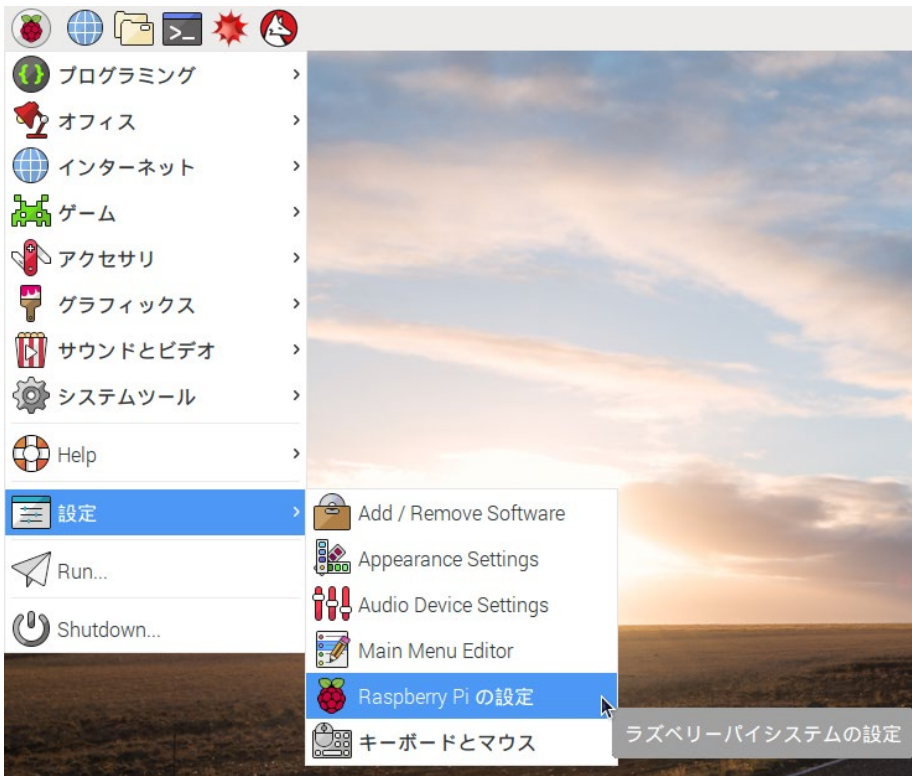 プログラミング
オフィス
インターネット
ゲーム
アクセサリ
グラフィックス
サウンドとビデオ
システムツール
Help
設定
Run...
Shutdown...
Add / Remove Software
Appearance Settings
Audio Device Settings
Main Menu Editor
Raspberry Pi の設定
キーボードとマウス
ラズベリーパイシステムの設定